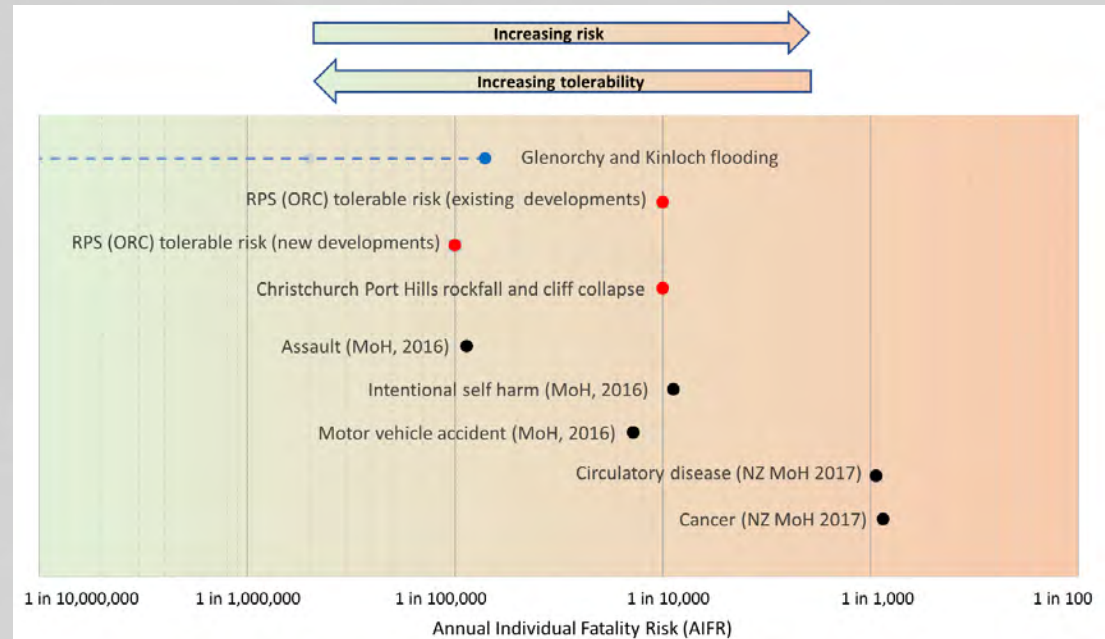 Increasing risk
Increasing tolerability
Glenorchy and Kinloch flooding
RPS (ORC) tolerable risk (existing developments)
RPS (ORC) tolerable risk (new developments)
Christchurch Port Hills rockfall and cliff collapse
Assault (MoH, 2016)
Intentional self harm (MoH, 2016)
Motor vehicle accident (MoH, 2016)
Circulatory disease (NZ MoH 2017)
Cancer (NZ MoH 2017)
1 in 10,000,000 1 in 1,000,000 1 in 100,000 1 in 10,000 1 in 1,000 1 in 100
Annual Individual Fatality Risk (AIFR)